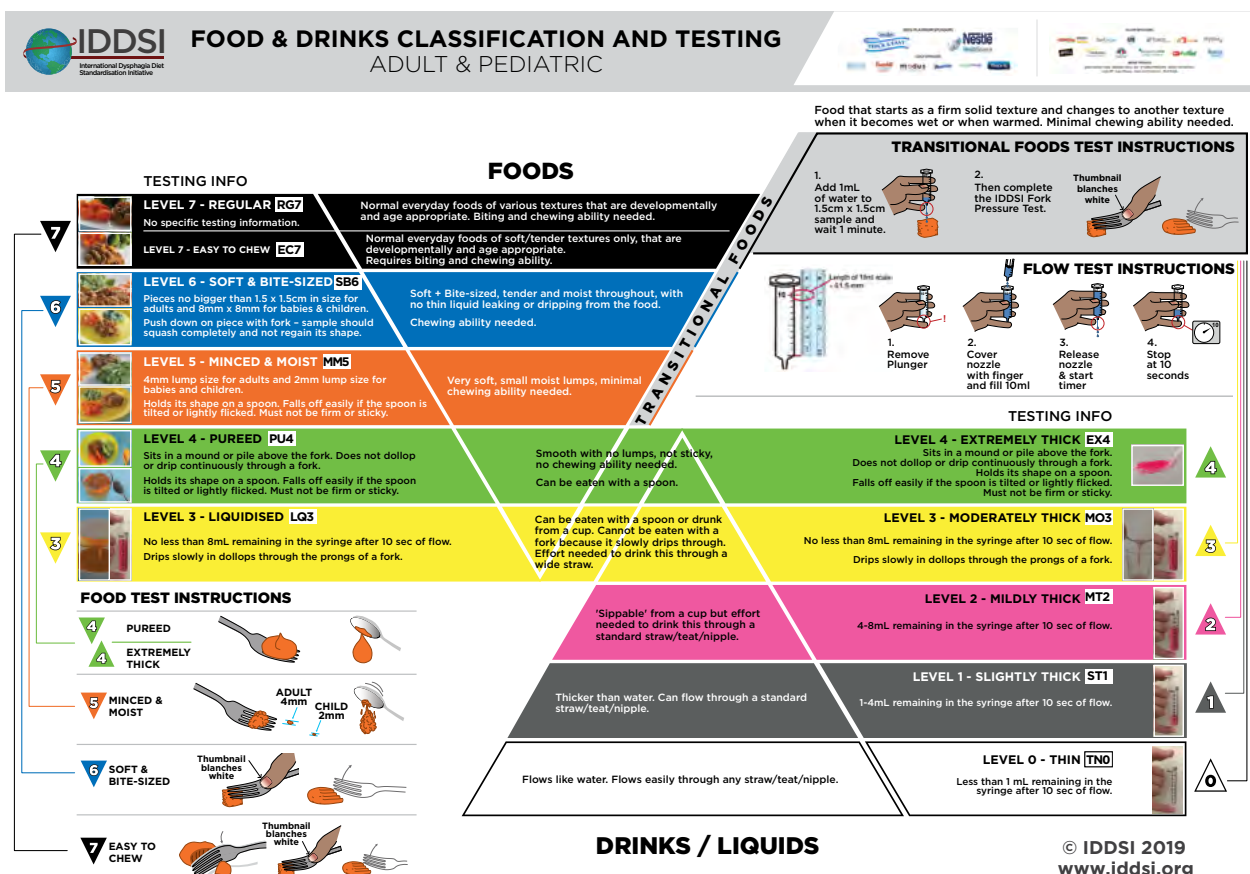 IDDSI
International Dysphagia Diet
Standardisation Initiative
FOOD & DRINKS CLASSIFICATION AND TESTING
ADULT & PEDIATRIC
Nestlé
Food that starts as a firm solid texture and changes to another texture
when it becomes wet or when warmed. Minimal chewing ability needed.
TRANSITIONAL FOODS TEST INSTRUCTIONS
1.
Add 1mL
of water to
1.5cm x 1.5cm
sample and
wait 1 minute.
2.
Then complete
the IDDSI Fork
Pressure Test.
Thumbnail
blanches
white
FOODS
TESTING INFO
7
LEVEL 7 - REGULAR RG7
No specific testing information.
Normal everyday foods of various textures that are developmentally
and age appropriate. Biting and chewing ability needed.
LEVEL 7 - EASY TO CHEW EC7
Normal everyday foods of soft/tender textures only, that are
developmentally and age appropriate.
Requires biting and chewing ability.
6
LEVEL 6 - SOFT & BITE-SIZED SB6
Pieces no bigger than 1.5 x 1.5cm in size for
adults and 8mm x 8mm for babies & children.
Push down on piece with fork - sample should
squash completely and not regain its shape.
Soft + Bite-sized, tender and moist throughout, with
no thin liquid leaking or dripping from the food.
Chewing ability needed.
5
LEVEL 5 - MINCED & MOIST MM5
4mm lump size for adults and 2mm lump size for
babies and children.
Holds its shape on a spoon. Falls off easily if the spoon is
tilted or lightly flicked. Must not be firm or sticky.
Very soft, small moist lumps, minimal
chewing ability needed.
TRANSITIONAL FOODS
FLOW TEST INSTRUCTIONS
Length of 10ml scale
= 61.5mm
10
1.
Remove
Plunger
2.
Cover
nozzle
with finger
and fill 10ml
3.
Release
nozzle
& start
timer
4.
Stop
at 10
seconds
10
TESTING INFO
4
LEVEL 4 - PUREED PU4
Sits in a mound or pile above the fork. Does not dollop
or drip continuously through a fork.
Holds its shape on a spoon. Falls off easily if the spoon
is tilted or lightly flicked. Must not be firm or sticky.
Smooth with no lumps, not sticky,
no chewing ability needed.
Can be eaten with a spoon.
LEVEL 4 - EXTREMELY THICK EX4
Sits in a mound or pile above the fork.
Does not dollop or drip continuously through a fork.
Holds its shape on a spoon.
Falls off easily if the spoon is tilted or lightly flicked.
Must not be firm or sticky.
4
3
LEVEL 3 - LIQUIDISED LQ3
No less than 8mL remaining in the syringe after 10 sec of flow.
Drips slowly in dollops through the prongs of a fork.
Can be eaten with a spoon or drunk
from a cup. Cannot be eaten with a
fork because it slowly drips through.
Effort needed to drink this through a
wide straw.
LEVEL 3 - MODERATELY THICK MO3
No less than 8mL remaining in the syringe after 10 sec of flow.
Drips slowly in dollops through the prongs of a fork.
3
'Sippable' from a cup but effort
needed to drink this through a
standard straw/teat/nipple.
LEVEL 2 - MILDLY THICK MT2
4-8mL remaining in the syringe after 10 sec of flow.
2
Thicker than water. Can flow through a standard
straw/teat/nipple.
LEVEL 1 - SLIGHTLY THICK ST1
1-4mL remaining in the syringe after 10 sec of flow.
1
Flows like water. Flows easily through any straw/teat/nipple.
LEVEL 0 - THIN TN0
Less than 1 mL remaining in the
syringe after 10 sec of flow.
0
FOOD TEST INSTRUCTIONS
4
PUREED
4
EXTREMELY
THICK
5
MINCED &
MOIST
ADULT
4mm
CHILD
2mm
6
SOFT &
BITE-SIZED
Thumbnail
blanches
white
7
EASY TO
CHEW
Thumbnail
blanches
white
DRINKS / LIQUIDS
© IDDSI 2019
www.iddsi.org